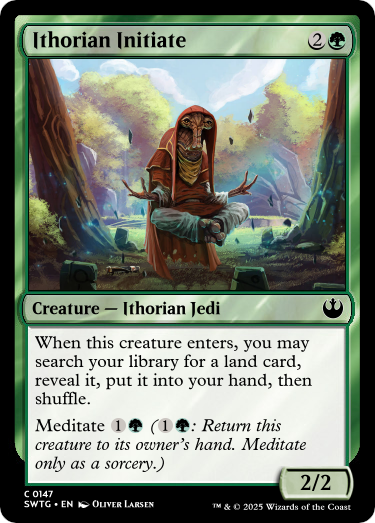 Ithorian Initiate 2
Creature — Ithorian Jedi
When this creature enters, you may
search your library for a land card,
reveal it, put it into your hand, then
shuffle.
Meditate 1 (1 : Return this
creature to its owner's hand. Meditate
only as a sorcery.)
2/2
C 0147
SWTG • EN OLIVER LARSEN
™ & © 2025 Wizards of the Coast